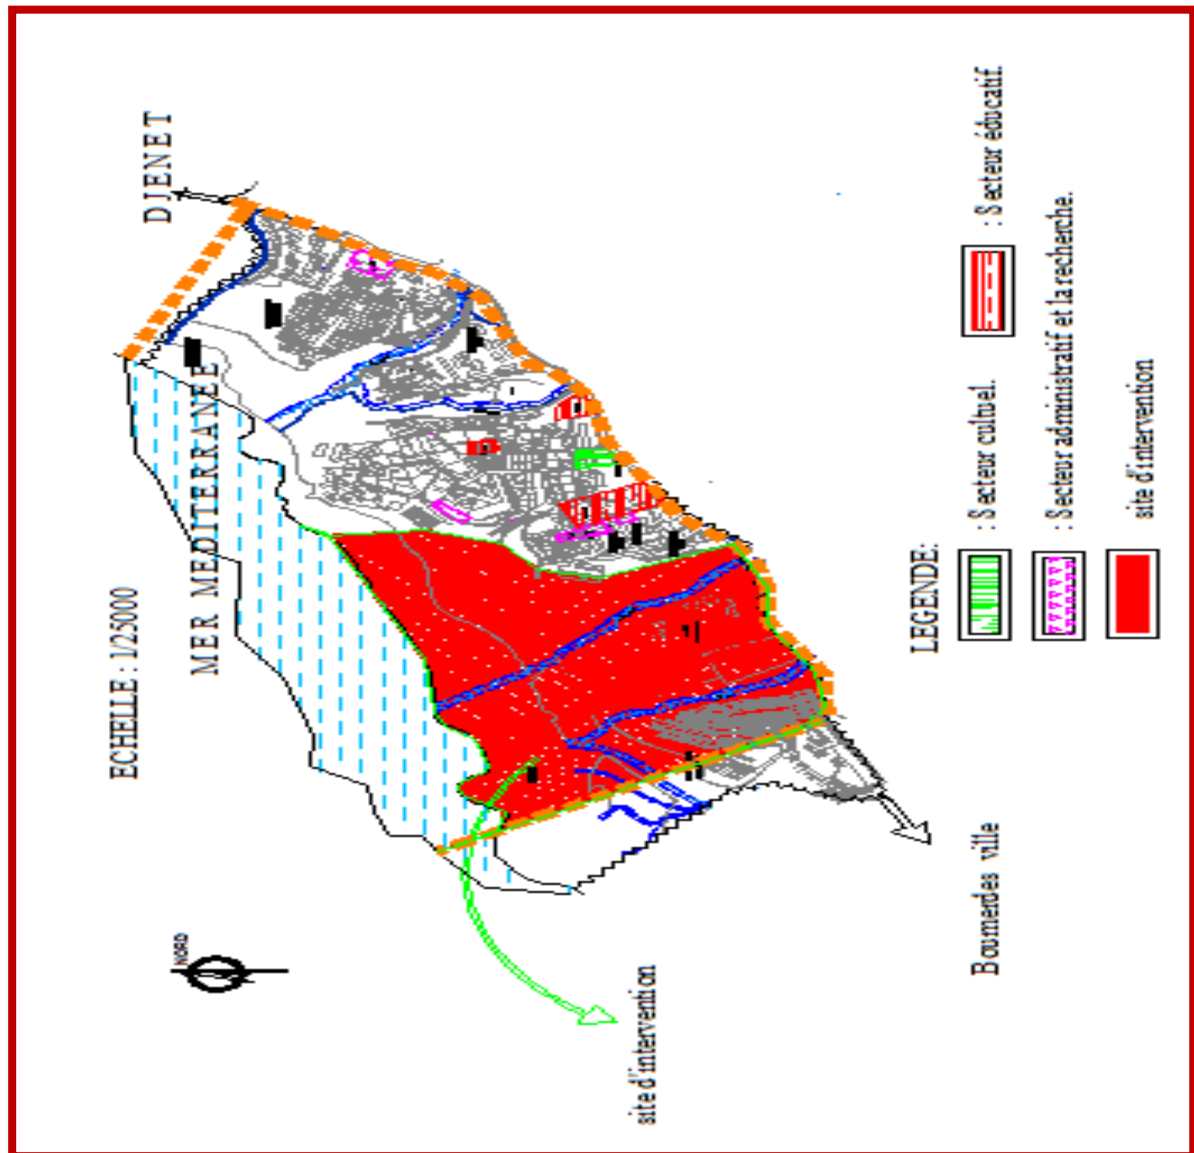 DJENET
MER MEDITERRANEE
ECHELLE : 1/25000
NORD
site d'intervention
Boumerdes ville
LEGENDE:
: Secteur cultuel.
: Secteur éducatif.
: Secteur administratif et la recherche.
site d'intervention